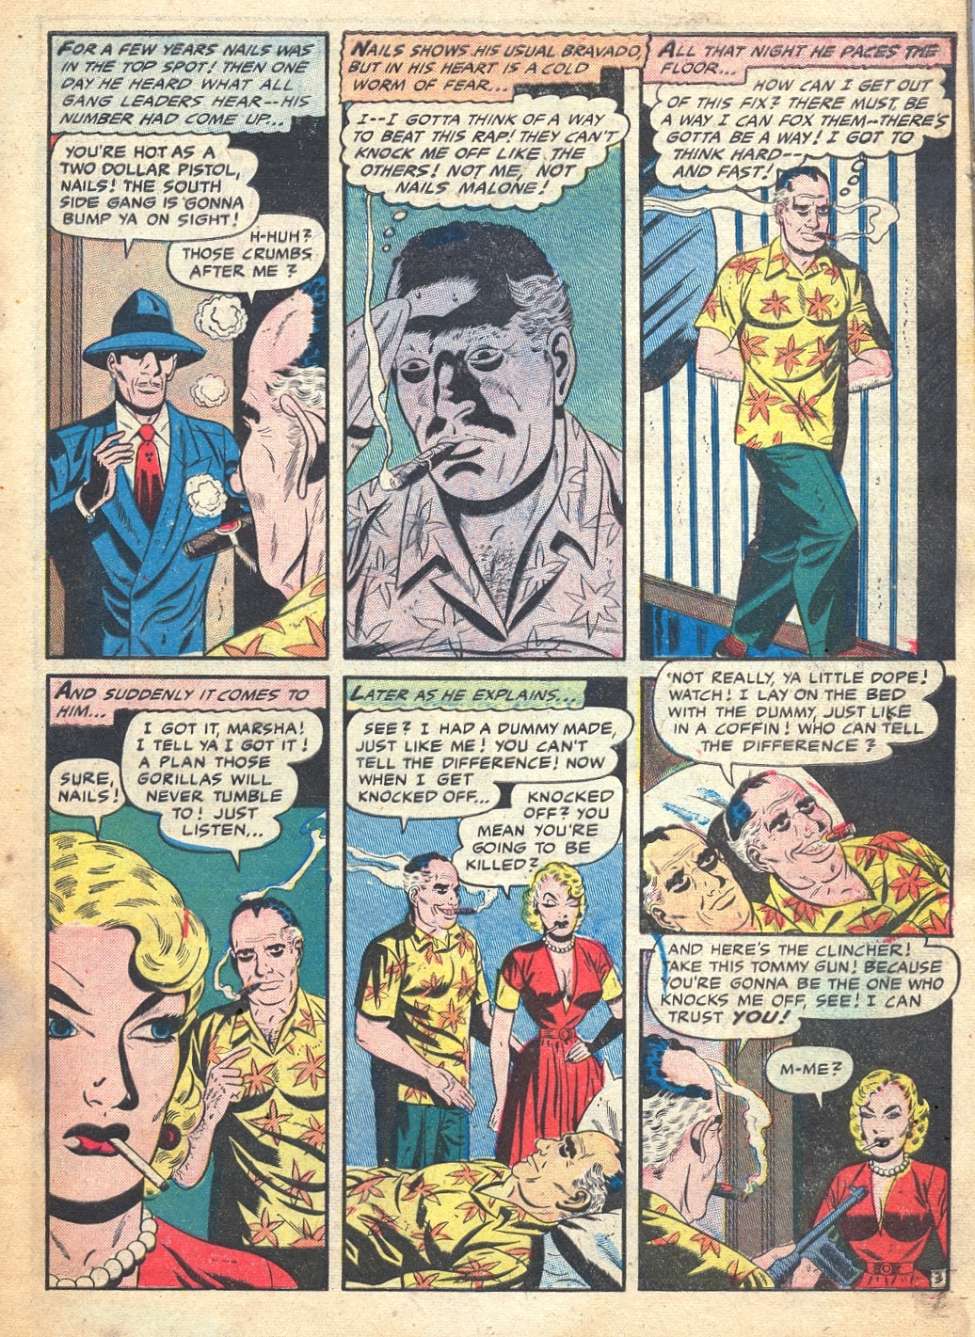 FOR A FEW YEARS NAILS WAS
IN THE TOP SPOT! THEN ONE
DAY HE HEARD WHAT ALL
GANG LEADERS HEAR--HIS
NUMBER HAD COME UP...
YOU'RE HOT AS A
TWO DOLLAR PISTOL,
NAILS! THE SOUTH
SIDE GANG IS GONNA
BUMP YA ON SIGHT!
H-HUH?
THOSE CRUMBS
AFTER ME?
NAILS SHOWS HIS USUAL BRAVADO,
BUT IN HIS HEART IS A COLD
WORM OF FEAR...
I--I GOTTA THINK OF A WAY
TO BEAT THIS RAP! THEY CAN'T
KNOCK ME OFF LIKE THE
OTHERS! NOT ME, NOT
NAILS MALONE!
ALL THAT NIGHT HE PACES THE
FLOOR...
HOW CAN I GET OUT
OF THIS FIX? THERE MUST BE
A WAY I CAN FOX THEM--THERE'S
GOTTA BE A WAY! I GOT TO
THINK HARD--
AND FAST!
AND SUDDENLY IT COMES TO
HIM...
I GOT IT, MARSHA!
I TELL YA I GOT IT!
A PLAN THOSE
GORILLAS WILL
NEVER TUMBLE
TO! JUST
LISTEN...
SURE,
NAILS!
LATER AS HE EXPLAINS...
SEE? I HAD A DUMMY MADE,
JUST LIKE ME! YOU CAN'T
TELL THE DIFFERENCE! NOW
WHEN I GET
KNOCKED OFF...
KNOCKED
OFF? YOU
MEAN YOU'RE
GOING TO BE
KILLED?
NOT REALLY, YA LITTLE DOPE!
WATCH! I LAY ON THE BED
WITH THE DUMMY, JUST LIKE
IN A COFFIN! WHO CAN TELL
THE DIFFERENCE?
AND HERE'S THE CLINCHER!
TAKE THIS TOMMY GUN! BECAUSE
YOU'RE GONNA BE THE ONE WHO
KNOCKS ME OFF, SEE! I CAN
TRUST YOU!
M-ME?
3